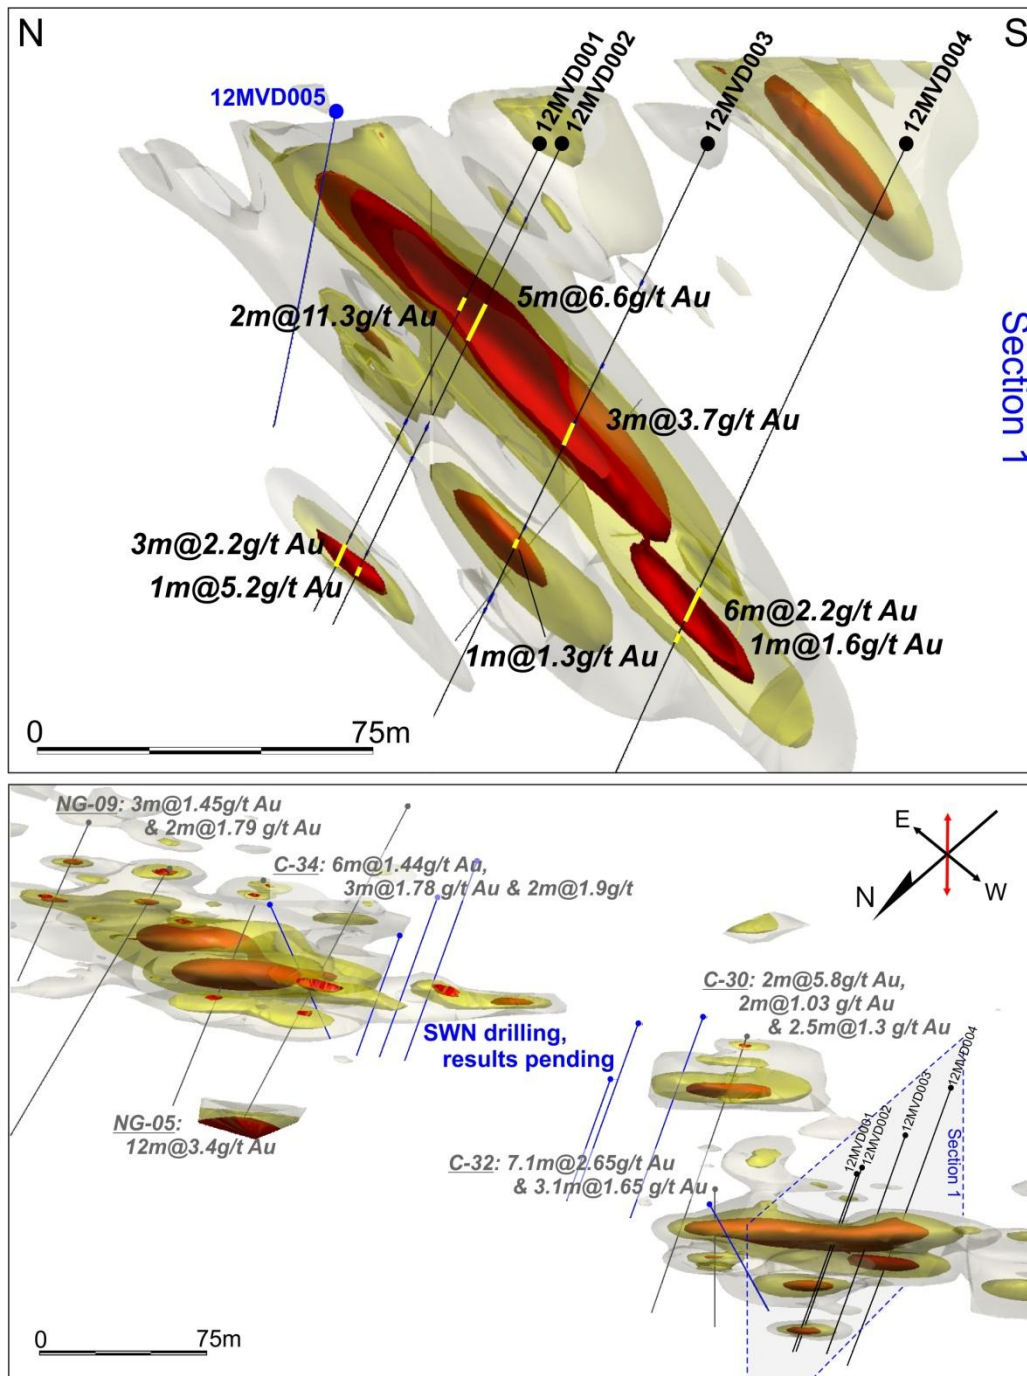 N
S
12MVD005
12MVD001
12MVD002
12MVD003
12MVD004
5m@6.6g/t Au
2m@11.3g/t Au
Section 1
3m@3.7g/t Au
3m@2.2g/t Au
1m@5.2g/t Au
6m@2.2g/t Au
1m@1.6g/t Au
1m@1.3g/t Au
0 75m
NG-09: 3m@1.45g/t Au
& 2m@1.79 g/t Au
C-34: 6m@1.44g/t Au,
3m@1.78 g/t Au & 2m@1.9g/t
E
N
W
C-30: 2m@5.8g/t Au,
2m@1.03 g/t Au
& 2.5m@1.3 g/t Au
SWN drilling,
results pending
NG-05:
12m@3.4g/t Au
C-32: 7.1m@2.65g/t Au
& 3.1m@1.65 g/t Au
12MVD001
12MVD002
12MVD003
12MVD004
Section 1
0 75m